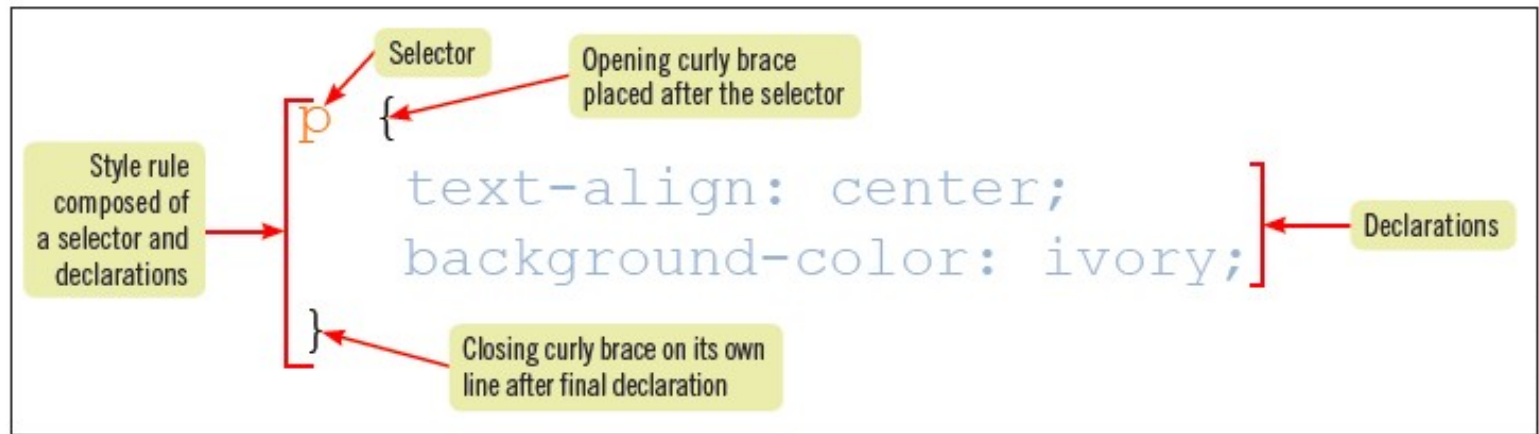 Selector
Opening curly brace
placed after the selector
p {
Style rule
composed of
a selector and
declarations
text-align: center;
background-color: ivory;
Declarations
}
Closing curly brace on its own
line after final declaration